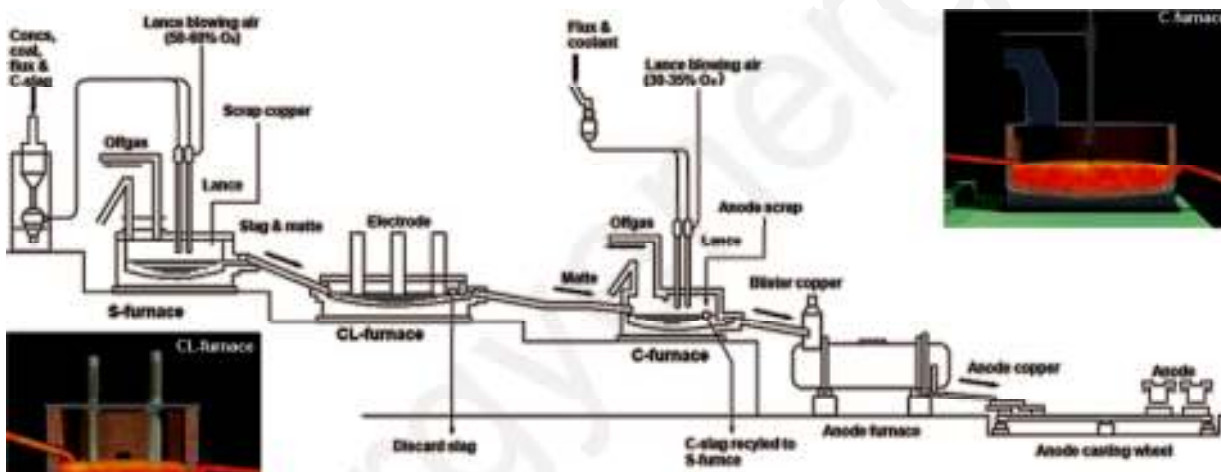 Concs,
coal,
flux &
C-slag
Lance blowing air
(50-60% O₂)
Scrap copper
Offgas
Lance
Slag & matte
Electrode
S-furnace
CL-furnace
CL-furnace
Discard slag
Flux &
coolant
Lance blowing air
(30-35% O₂)
Offgas
Anode scrap
Lance
Matte
Blister copper
C-furnace
C-slag recyled to
S-furnce
Anode furnace
Anode copper
Anode
Anode casting wheel
C-furnace